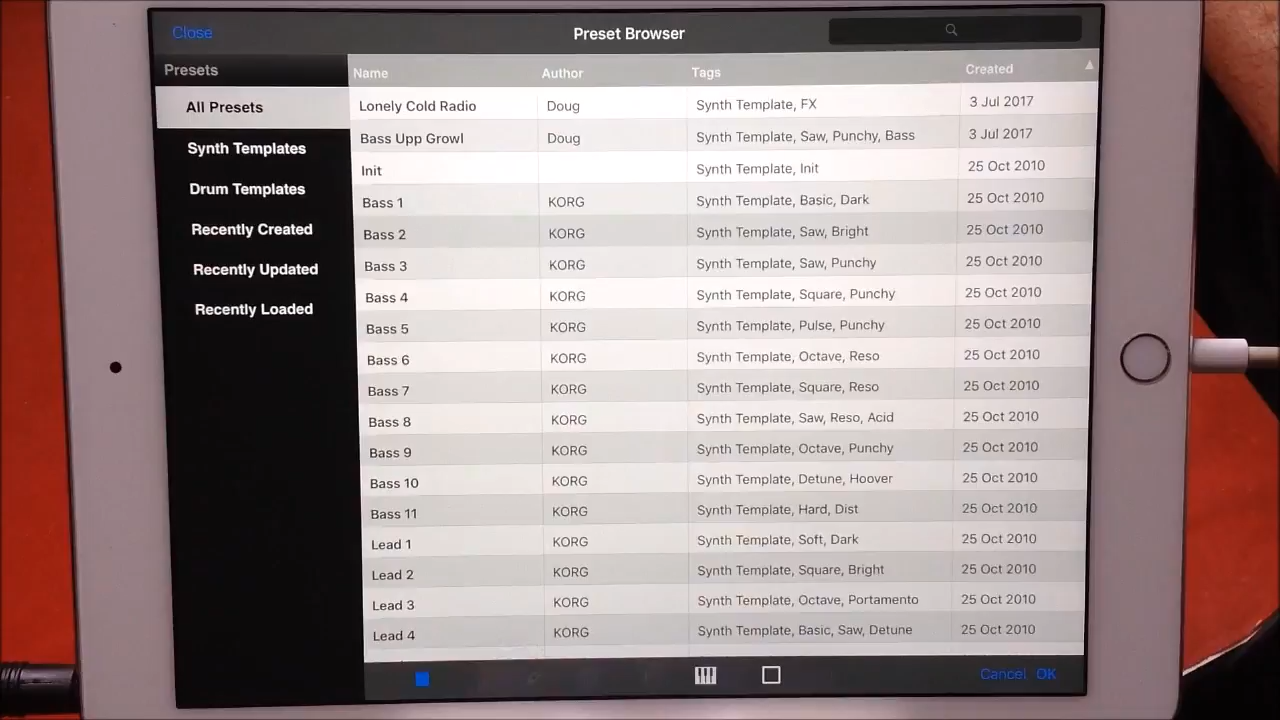 Close
Preset Browser
Presets
All Presets
Synth Templates
Drum Templates
Recently Created
Recently Updated
Recently Loaded
Name Author Tags Created
Lonely Cold Radio Doug Synth Template, FX 3 Jul 2017
Bass Upp Growl Doug Synth Template, Saw, Punchy, Bass 3 Jul 2017
Init Synth Template, Init 25 Oct 2010
Bass 1 KORG Synth Template, Basic, Dark 25 Oct 2010
Bass 2 KORG Synth Template, Saw, Bright 25 Oct 2010
Bass 3 KORG Synth Template, Saw, Punchy 25 Oct 2010
Bass 4 KORG Synth Template, Square, Punchy 25 Oct 2010
Bass 5 KORG Synth Template, Pulse, Punchy 25 Oct 2010
Bass 6 KORG Synth Template, Octave, Reso 25 Oct 2010
Bass 7 KORG Synth Template, Square, Reso 25 Oct 2010
Bass 8 KORG Synth Template, Saw, Reso, Acid 25 Oct 2010
Bass 9 KORG Synth Template, Octave, Punchy 25 Oct 2010
Bass 10 KORG Synth Template, Detune, Hoover 25 Oct 2010
Bass 11 KORG Synth Template, Hard, Dist 25 Oct 2010
Lead 1 KORG Synth Template, Soft, Dark 25 Oct 2010
Lead 2 KORG Synth Template, Square, Bright 25 Oct 2010
Lead 3 KORG Synth Template, Octave, Portamento 25 Oct 2010
Lead 4 KORG Synth Template, Basic, Saw, Detune 25 Oct 2010
Cancel OK